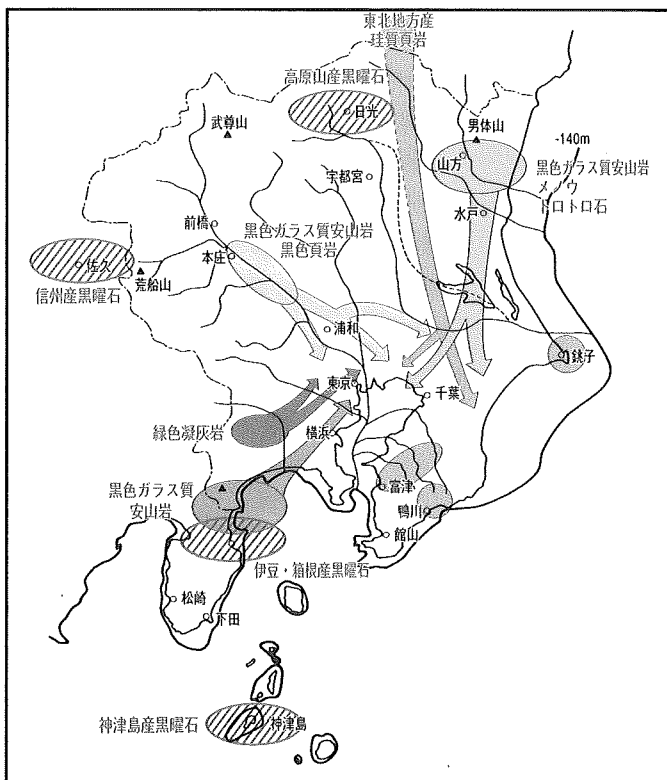 東北地方産
珪質頁岩
高原山産黒曜石
日光
武尊山
男体山
-140m
山方
黒色ガラス質安山岩
メノウ
トロトロ石
宇都宮
水戸
前橋
黒色ガラス質安山岩
黒色頁岩
本庄
佐久
荒船山
信州産黒曜石
浦和
銚子
東京
千葉
緑色凝灰岩
横浜
黒色ガラス質
安山岩
富津
鴨川
館山
伊豆・箱根産黒曜石
松崎
下田
神津島産黒曜石
神津島